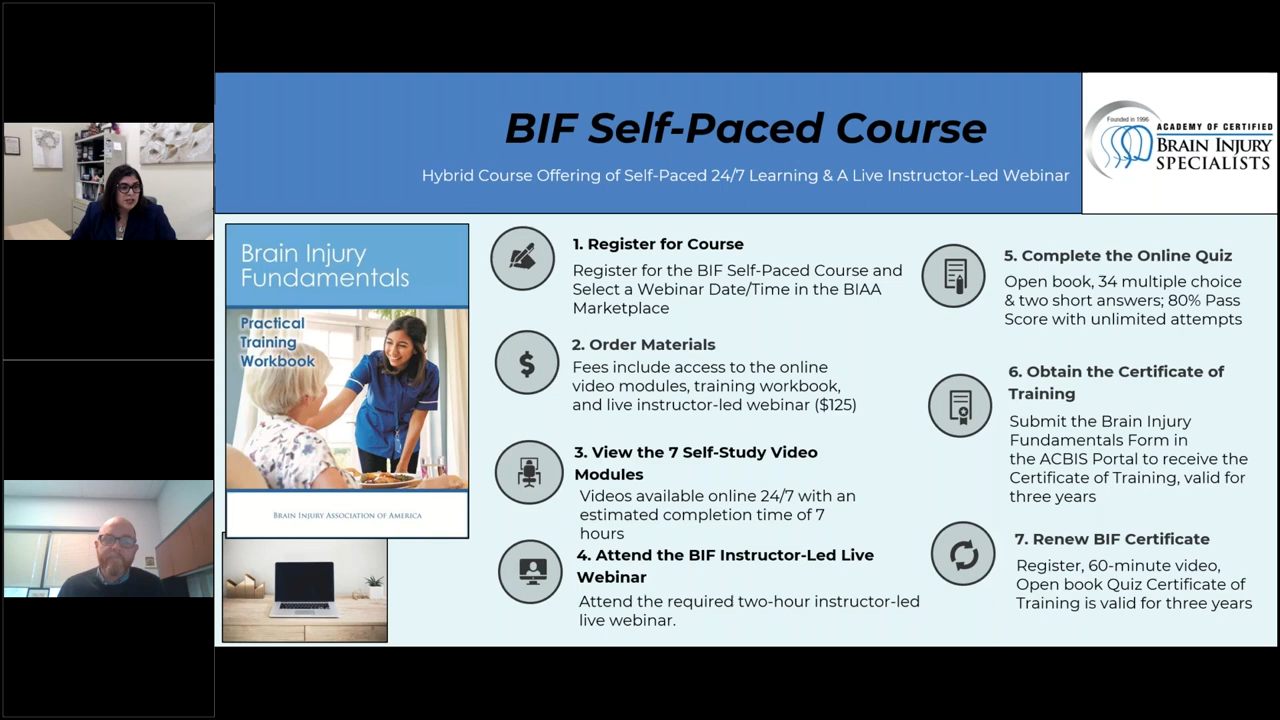 BIF Self-Paced Course
Hybrid Course Offering of Self-Paced 24/7 Learning & A Live Instructor-Led Webinar
Founded in 1996
ACADEMY OF CERTIFIED
BRAIN INJURY
SPECIALISTS
Brain Injury
Fundamentals
Practical
Training
Workbook
BRAIN INJURY ASSOCIATION OF AMERICA
1. Register for Course
Register for the BIF Self-Paced Course and
Select a Webinar Date/Time in the BIAA
Marketplace
2. Order Materials
Fees include access to the online
video modules, training workbook,
and live instructor-led webinar ($125)
3. View the 7 Self-Study Video
Modules
Videos available online 24/7 with an
estimated completion time of 7
hours
4. Attend the BIF Instructor-Led Live
Webinar
Attend the required two-hour instructor-led
live webinar.
5. Complete the Online Quiz
Open book, 34 multiple choice
& two short answers; 80% Pass
Score with unlimited attempts
6. Obtain the Certificate of
Training
Submit the Brain Injury
Fundamentals Form in
the ACBIS Portal to receive the
Certificate of Training, valid for
three years
7. Renew BIF Certificate
Register, 60-minute video,
Open book Quiz Certificate of
Training is valid for three years